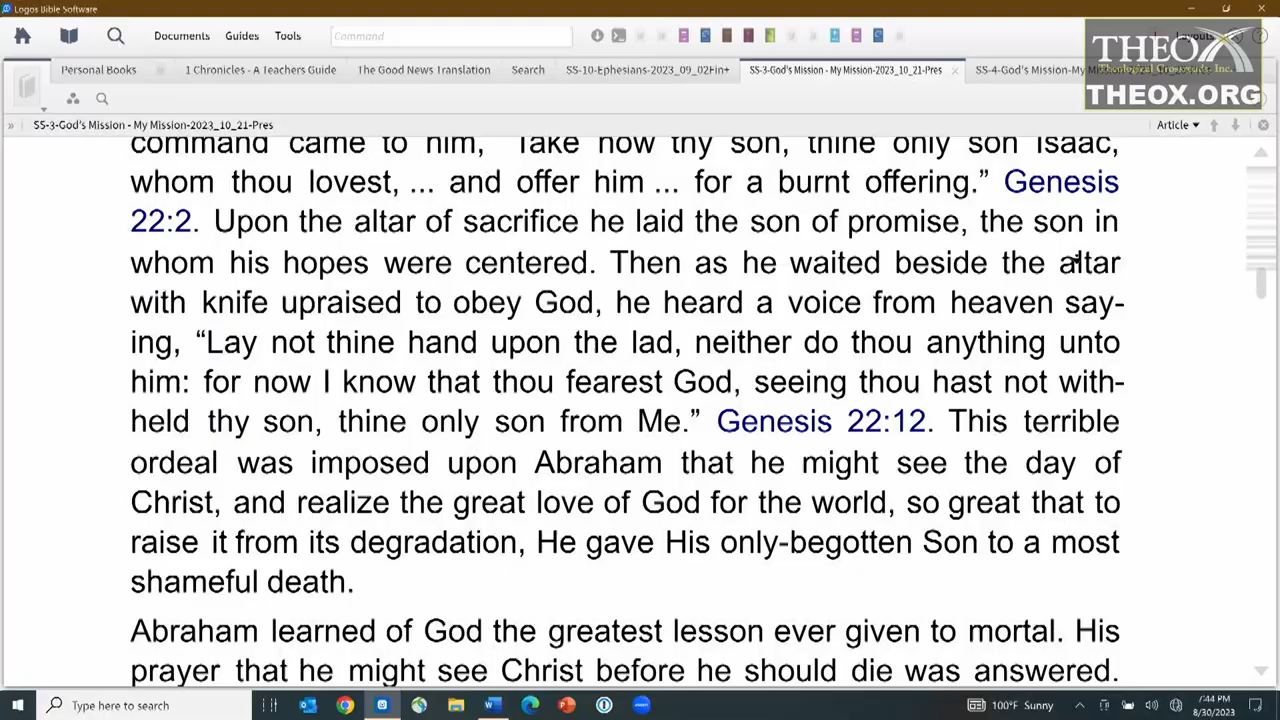 Logos Bible Software
Documents Guides Tools Command Layouts
THEOX
Theological Crosstuds Inc.
THEOX.ORG
Personal Books 1 Chronicles - A Teachers Guide The Good News Version Search SS-10-Ephesians-2023_09_02Fin+ SS-3-God's Mission - My Mission-2023_10_21-Pres SS-4-God's Mission-My
SS-3-God's Mission - My Mission-2023_10_21-Pres Article
command came to him, "Take now thy son, thine only son Isaac,
whom thou lovest, ... and offer him ... for a burnt offering.” Genesis
22:2. Upon the altar of sacrifice he laid the son of promise, the son in
whom his hopes were centered. Then as he waited beside the altar
with knife upraised to obey God, he heard a voice from heaven say-
ing, “Lay not thine hand upon the lad, neither do thou anything unto
him: for now I know that thou fearest God, seeing thou hast not with-
held thy son, thine only son from Me.” Genesis 22:12. This terrible
ordeal was imposed upon Abraham that he might see the day of
Christ, and realize the great love of God for the world, so great that to
raise it from its degradation, He gave His only-begotten Son to a most
shameful death.
Abraham learned of God the greatest lesson ever given to mortal. His
prayer that he might see Christ before he should die was answered.
Type here to search 100°F Sunny 7:44 PM
8/30/2023